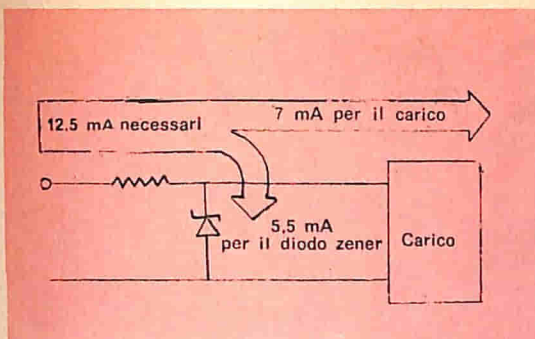 12,5 mA necessari
7 mA per il carico
5,5 mA
per il diodo zener
Carico